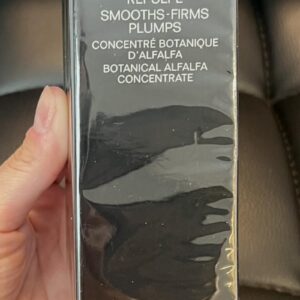 SMOOTHS-FIRMS
PLUMPS
CONCENTRÉ BOTANIQUE
D'ALFALFA
BOTANICAL ALFALFA
CONCENTRATE